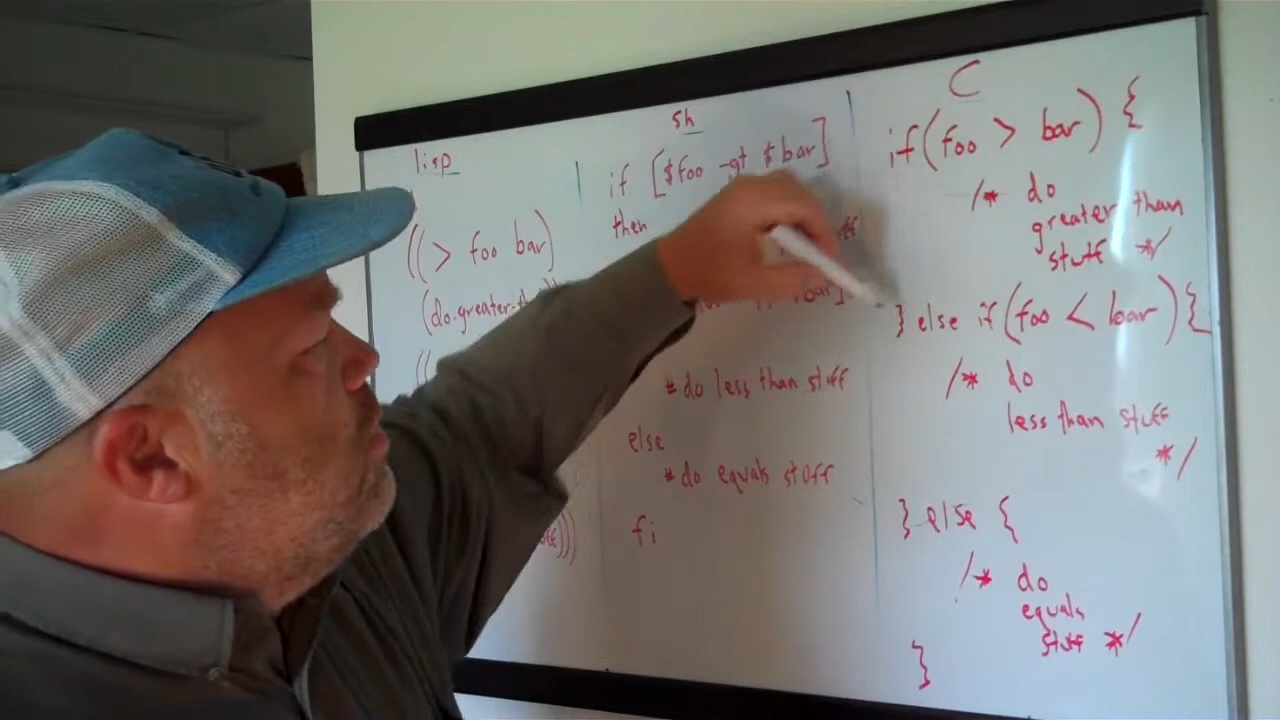 lisp
((> foo bar)
(do.greater-
((
)))
sh
if [$foo -gt $bar]
then
bar]
#do less than stuff
else
#do equals stuff
fi
C
if(foo > bar) {
/* do
greater than
stuff */
} else if(foo < bar){
/* do
less than stuff
*/
} else {
/* do
equals
stuff */
}